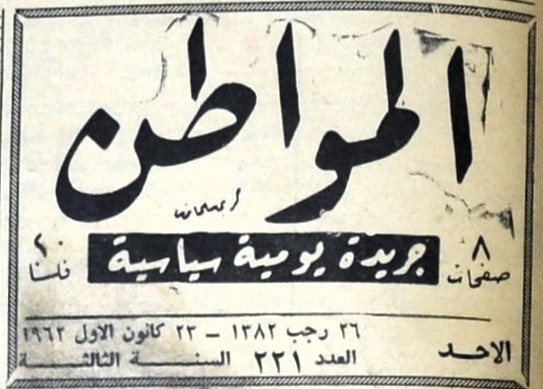 المواطن
٨ صفحات
جريدة يومية سياسية
٢٠ فلسا
الاحد
٢٦ رجب ١٣٨٢ – ٢٣ كانون الاول ١٩٦٢
العدد ٢٢١ السنة الثالثة